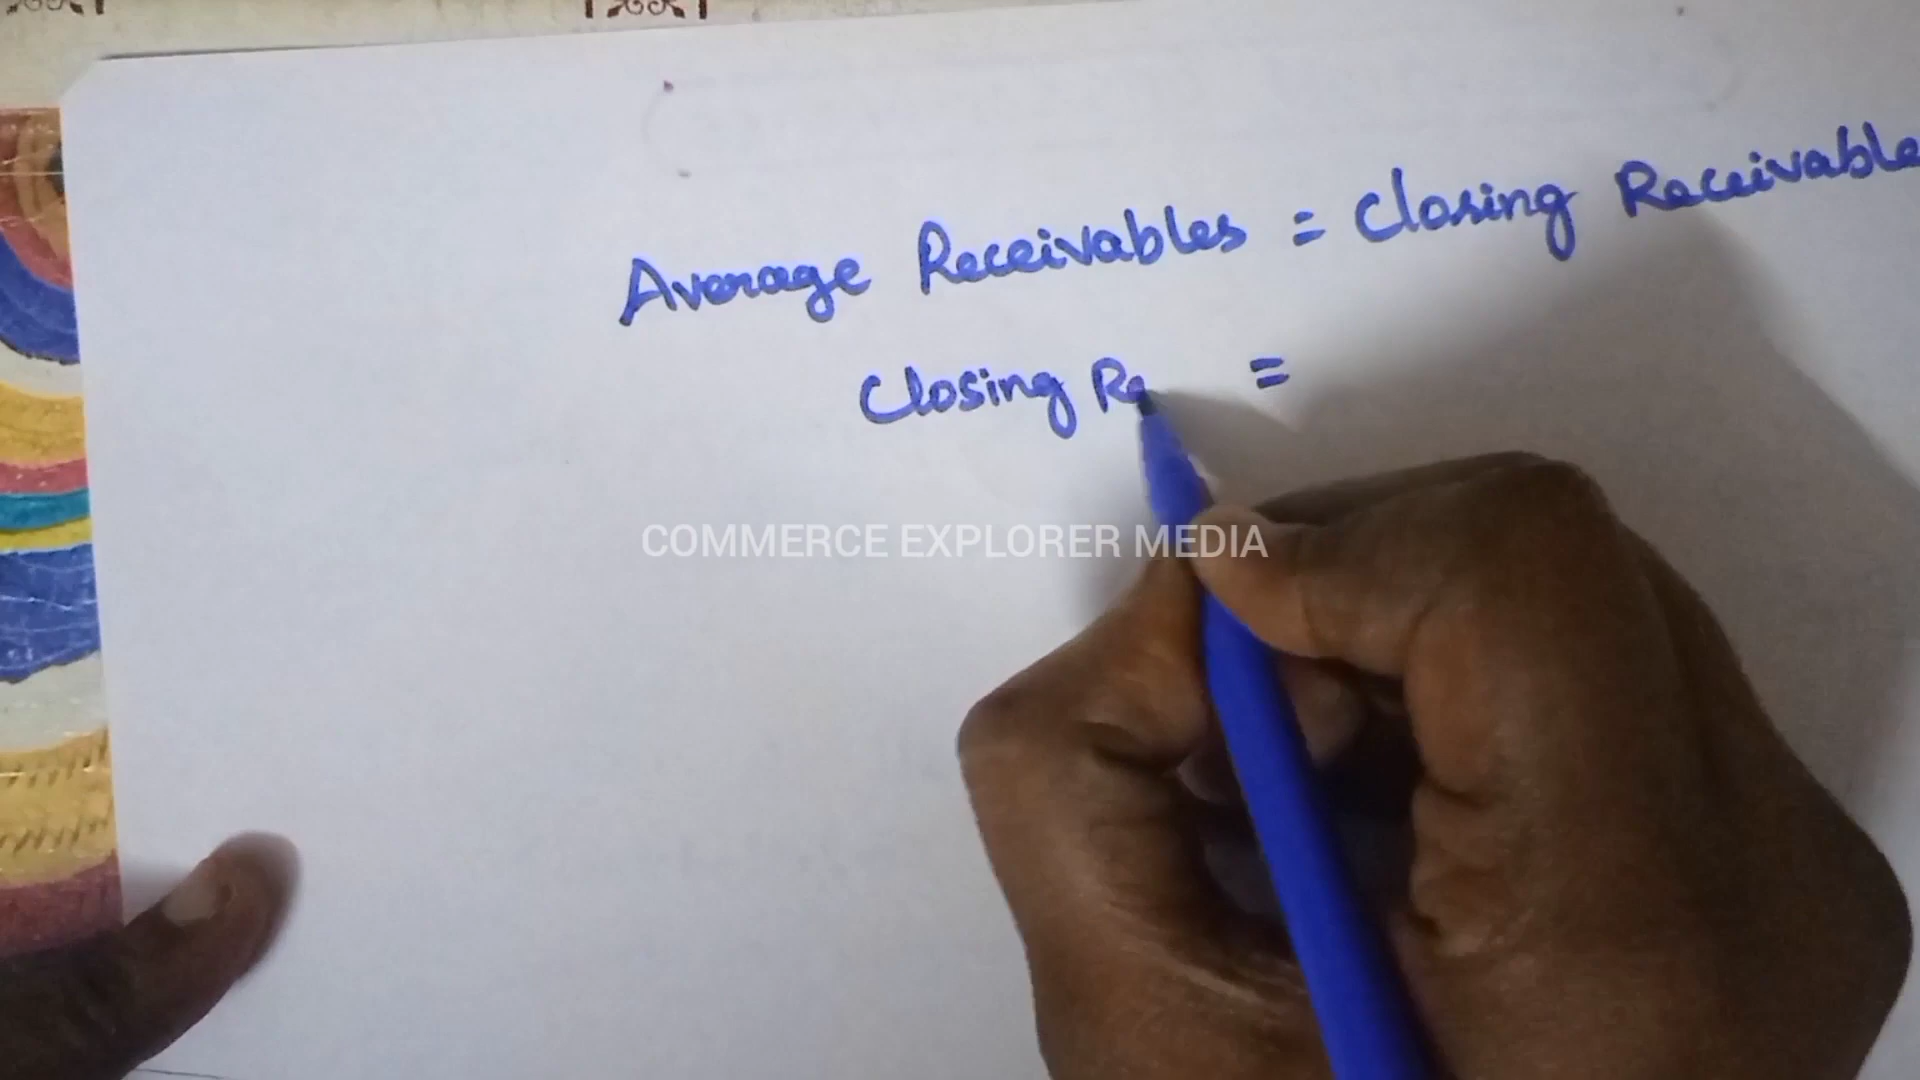 Average Receivables = Closing Receivable
Closing Re =
COMMERCE EXPLORER MEDIA